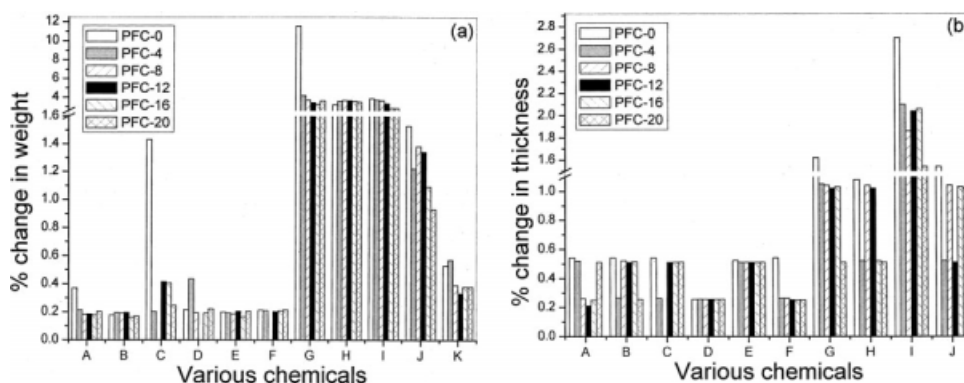 (a)
PFC-0
PFC-4
PFC-8
PFC-12
PFC-16
PFC-20
12
10
8
6
4
1.6
1.4
1.2
1.0
0.8
0.6
0.4
0.2
0.0
% change in weight
A B C D E F G H I J K
Various chemicals
(b)
PFC-0
PFC-4
PFC-8
PFC-12
PFC-16
PFC-20
2.8
2.6
2.4
2.2
2.0
1.8
1.6
1.0
0.8
0.6
0.4
0.2
0.0
% change in thickness
A B C D E F G H I J
Various chemicals